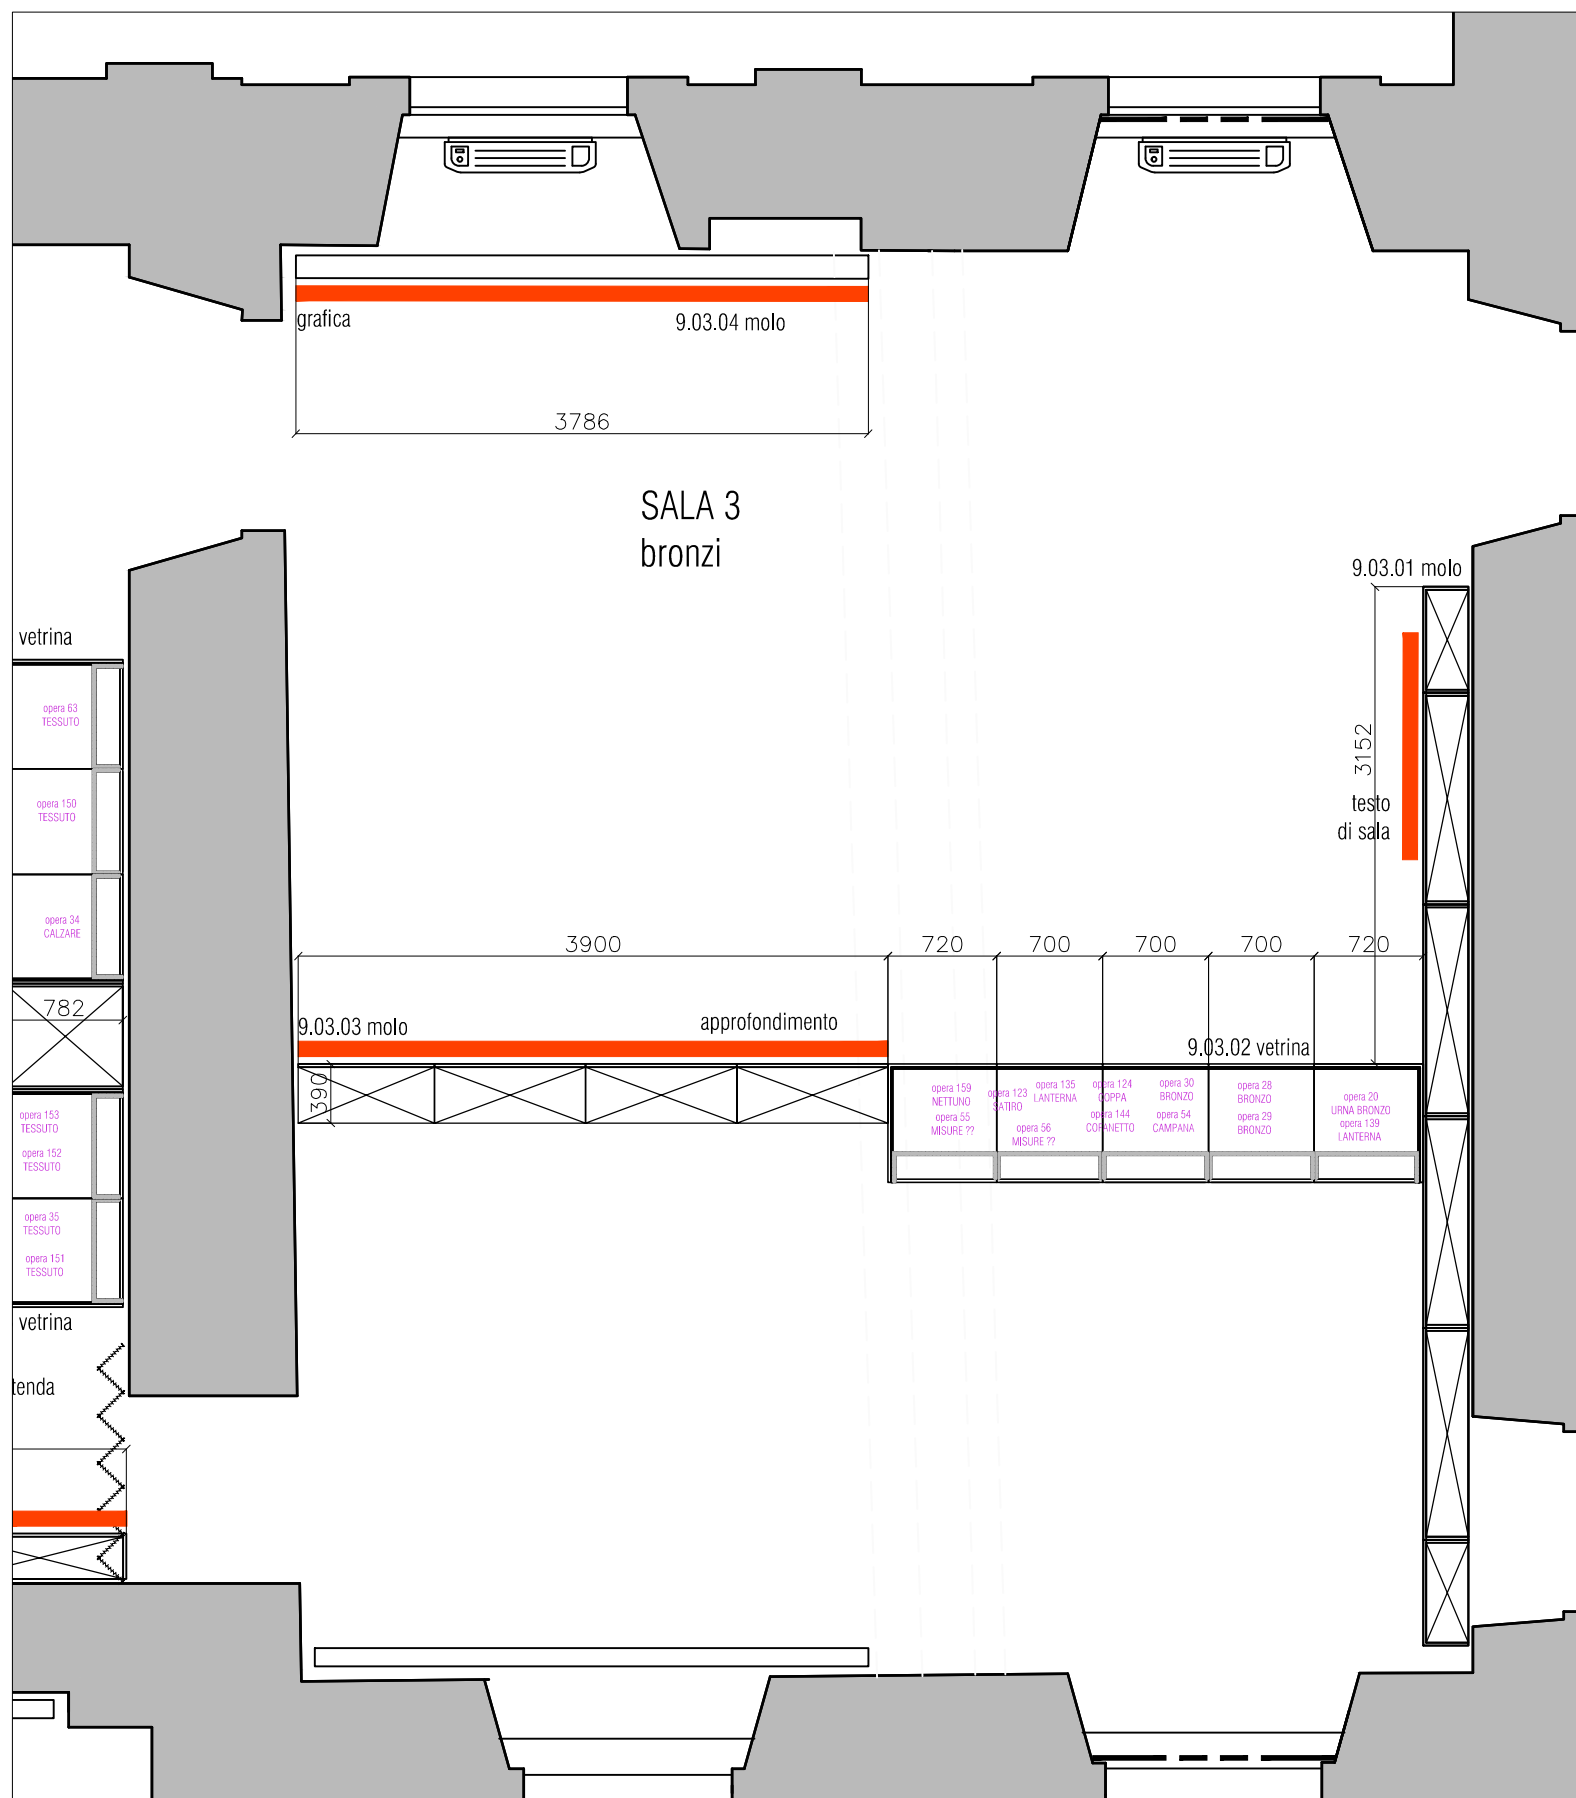 grafica
9.03.04 molo
3786
SALA 3
bronzi
9.03.01 molo
vetrina
opera 63
TESSUTO
3152
opera 150
TESSUTO
testo
di sala
opera 34
CALZARE
3900
720
700
700
700
720
782
9.03.03 molo
approfondimento
9.03.02 vetrina
390
opera 159
NETTUNO
opera 55
MISURE ??
opera 123
SATIRO
opera 135
LANTERNA
opera 56
MISURE ??
opera 124
COPPA
opera 144
COFANETTO
opera 30
BRONZO
opera 54
CAMPANA
opera 28
BRONZO
opera 29
BRONZO
opera 20
URNA BRONZO
opera 139
LANTERNA
opera 153
TESSUTO
opera 152
TESSUTO
opera 35
TESSUTO
opera 151
TESSUTO
vetrina
tenda